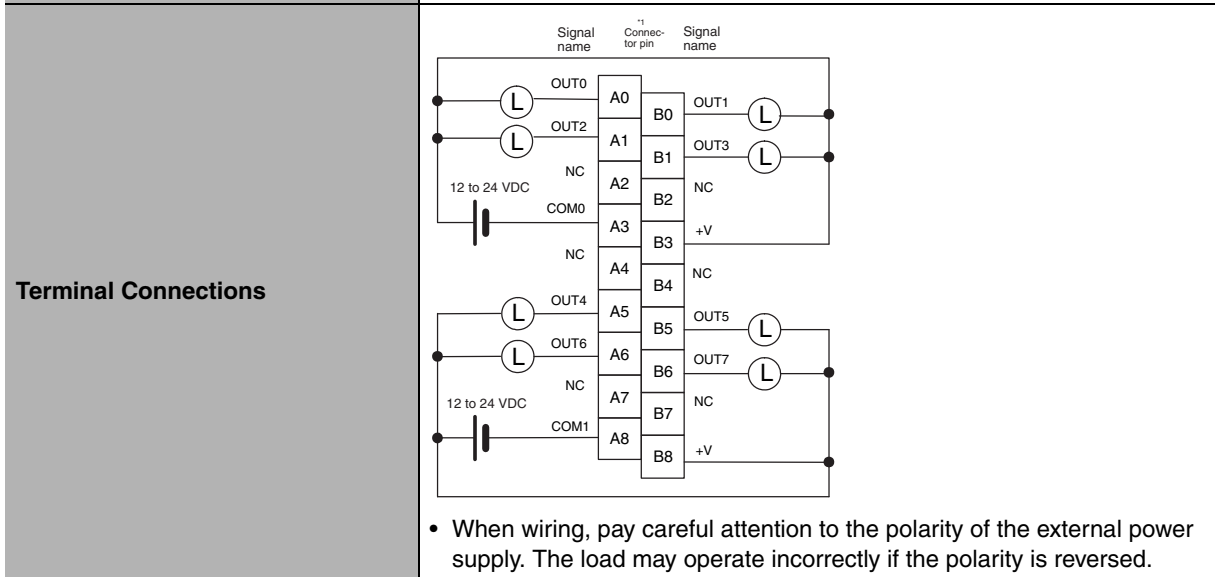 Terminal Connections
Signal name
*1 Connec-tor pin
Signal name
OUT0
A0
B0
OUT1
L
L
OUT2
A1
B1
OUT3
L
L
NC
A2
B2
NC
12 to 24 VDC
COM0
A3
B3
+V
NC
A4
B4
NC
OUT4
A5
B5
OUT5
L
L
OUT6
A6
B6
OUT7
L
L
NC
A7
B7
NC
12 to 24 VDC
COM1
A8
B8
+V
• When wiring, pay careful attention to the polarity of the external power
supply. The load may operate incorrectly if the polarity is reversed.